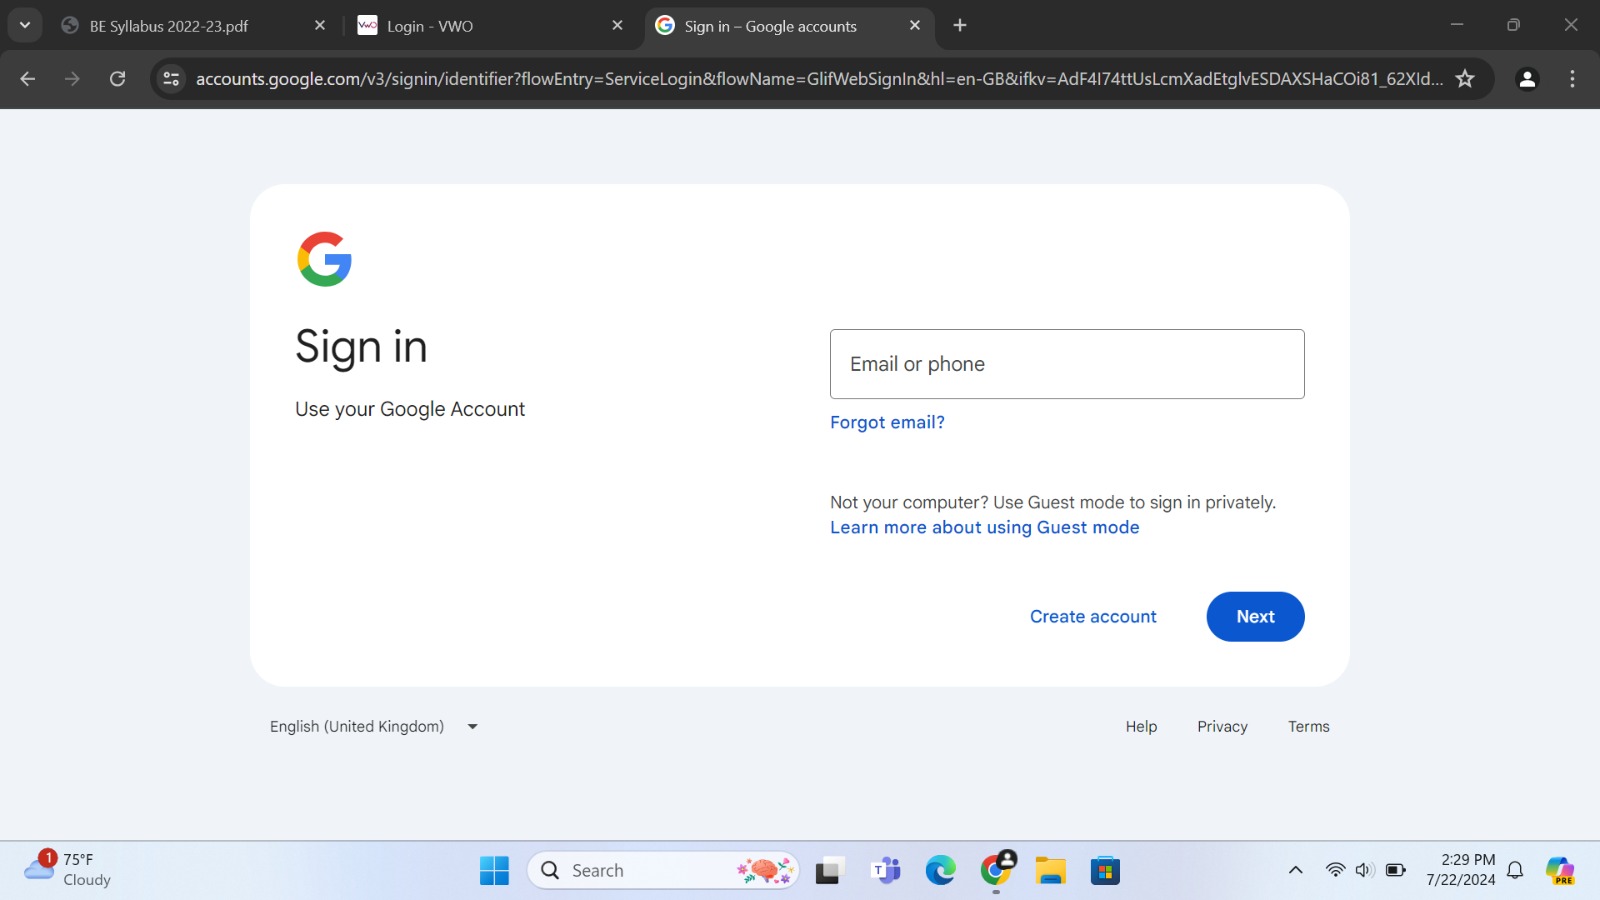 BE Syllabus 2022-23.pdf
VWO
Login - VWO
Sign in – Google accounts
accounts.google.com/v3/signin/identifier?flowEntry=ServiceLogin&flowName=GlifWebSignIn&hl=en-GB&ifkv=AdF4I74ttUsLcmXadEtglvESDAXSHaCOi81_62XId...
Sign in
Use your Google Account
Email or phone
Forgot email?
Not your computer? Use Guest mode to sign in privately.
Learn more about using Guest mode
Create account
Next
English (United Kingdom)
Help
Privacy
Terms
1
75°F
Cloudy
Search
T
2:29 PM
7/22/2024
PRE